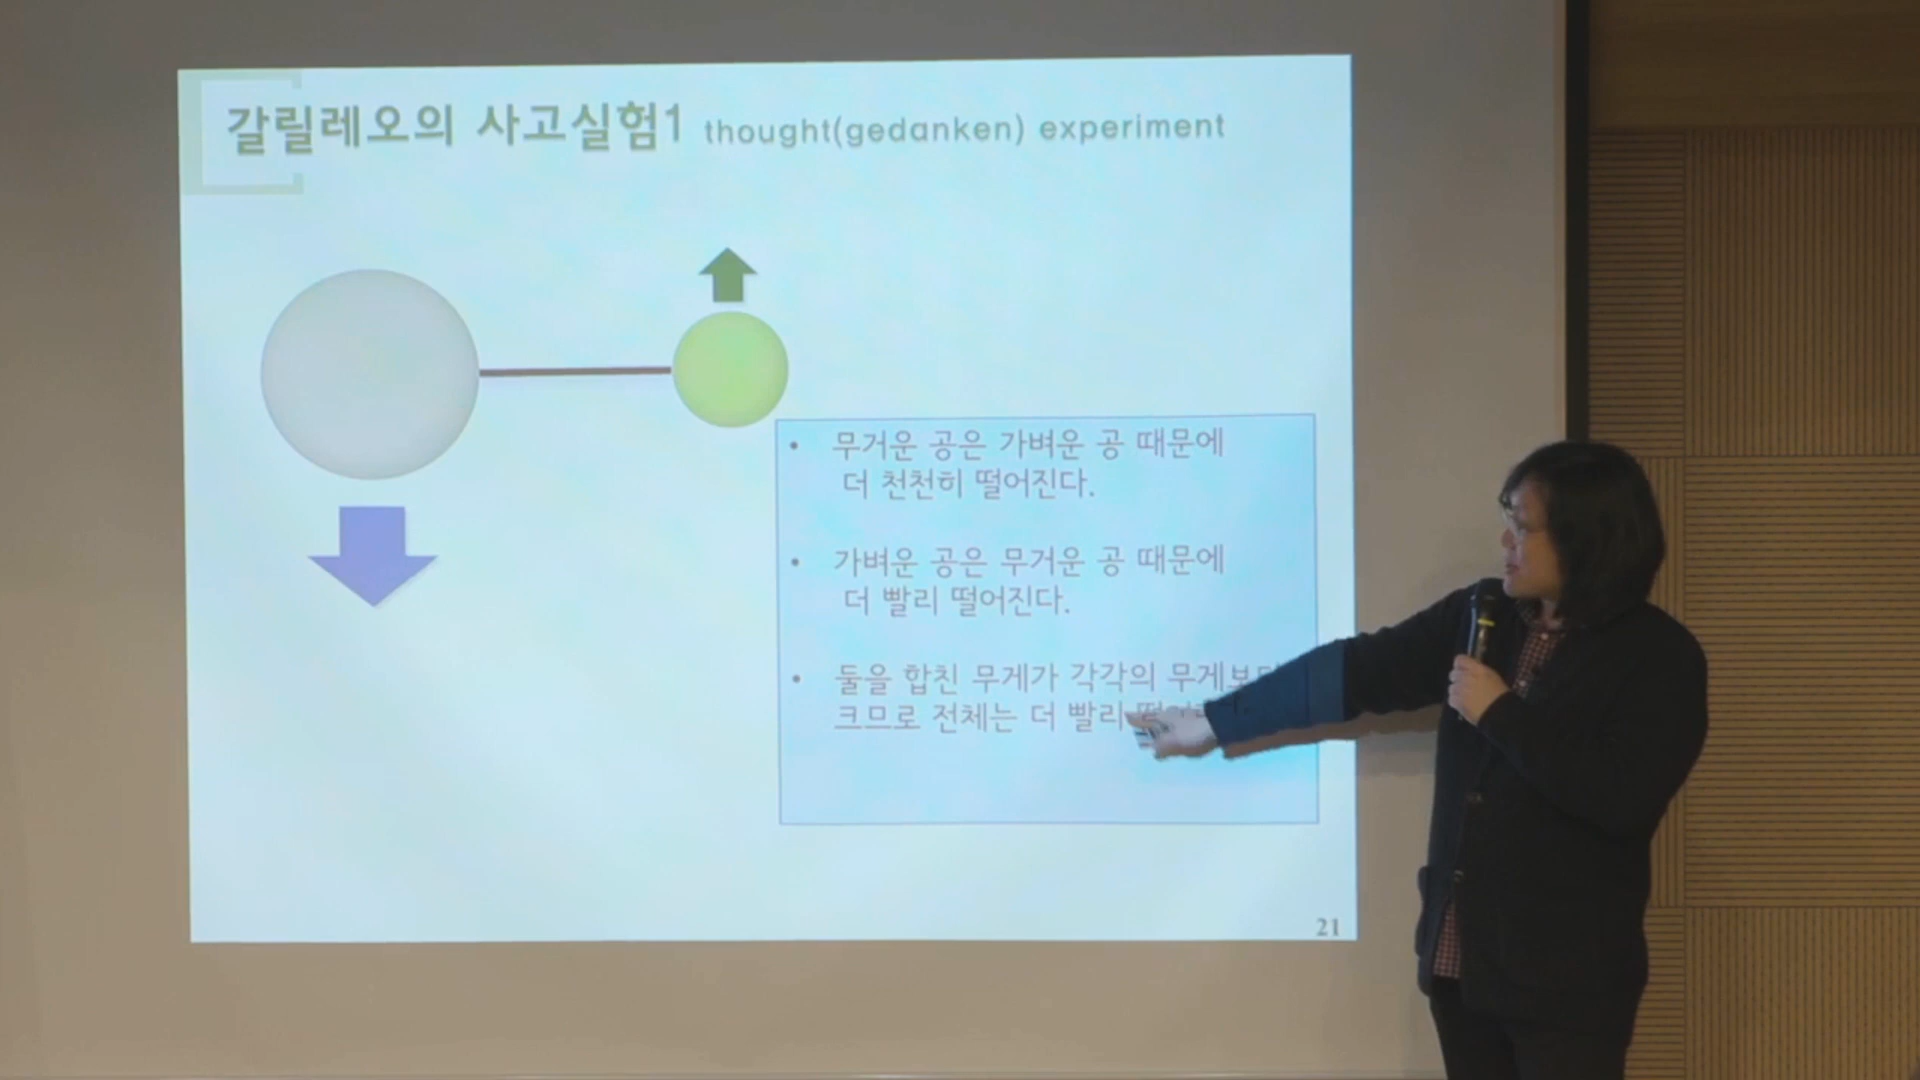 갈릴레오의 사고실험1 thought(gedanken) experiment
• 무거운 공은 가벼운 공 때문에
더 천천히 떨어진다.
• 가벼운 공은 무거운 공 때문에
더 빨리 떨어진다.
• 둘을 합친 무게가 각각의 무게보다
크므로 전체는 더 빨리
21